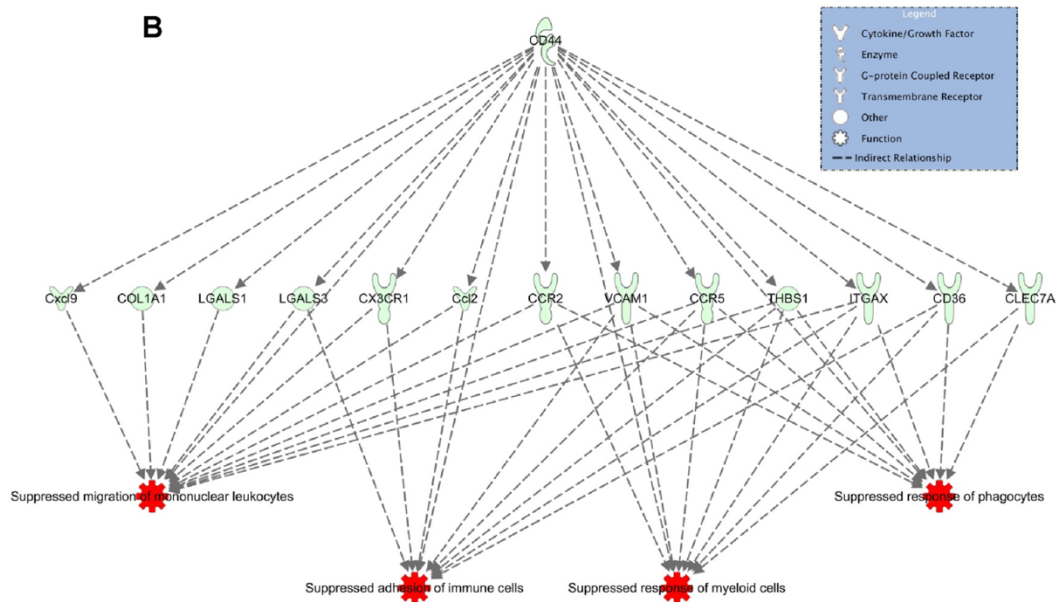 B
CD44
Legend
Cytokine/Growth Factor
Enzyme
G-protein Coupled Receptor
Transmembrane Receptor
Other
Function
Indirect Relationship
Cxcl9 COL1A1 LGALS1 LGALS3 CX3CR1 Ccl2 CCR2 VCAM1 CCR5 THBS1 ITGAX CD36 CLEC7A
Suppressed migration of mononuclear leukocytes Suppressed response of phagocytes
Suppressed adhesion of immune cells Suppressed response of myeloid cells